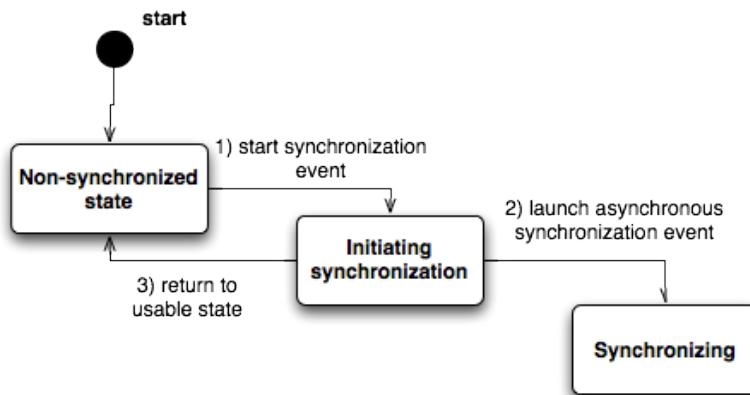 start
Non-synchronized
state
1) start synchronization
event
Initiating
synchronization
2) launch asynchronous
synchronization event
3) return to
usable state
Synchronizing